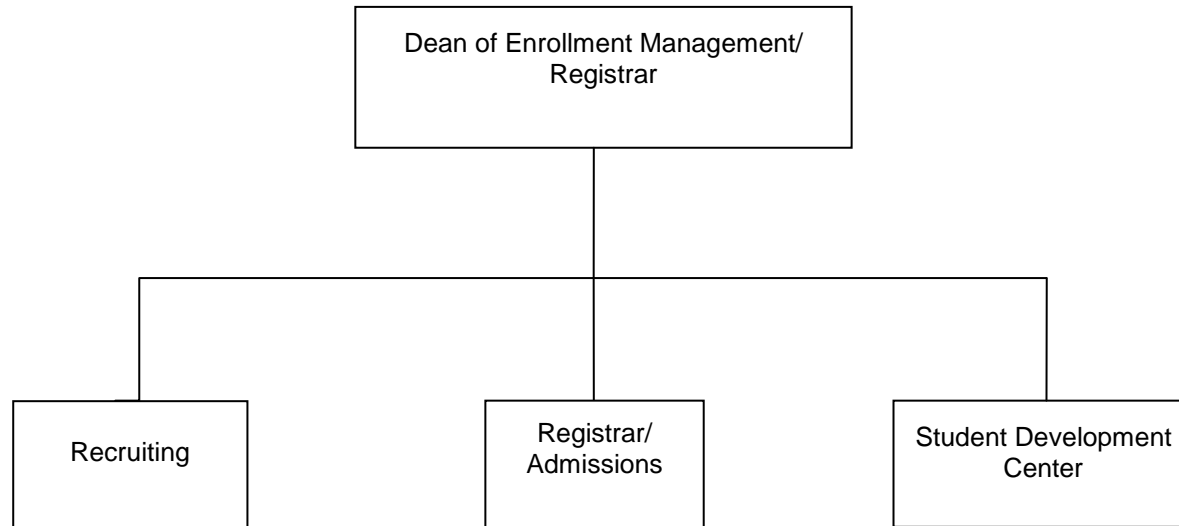 Dean of Enrollment Management/
Registrar
Recruiting
Registrar/
Admissions
Student Development
Center